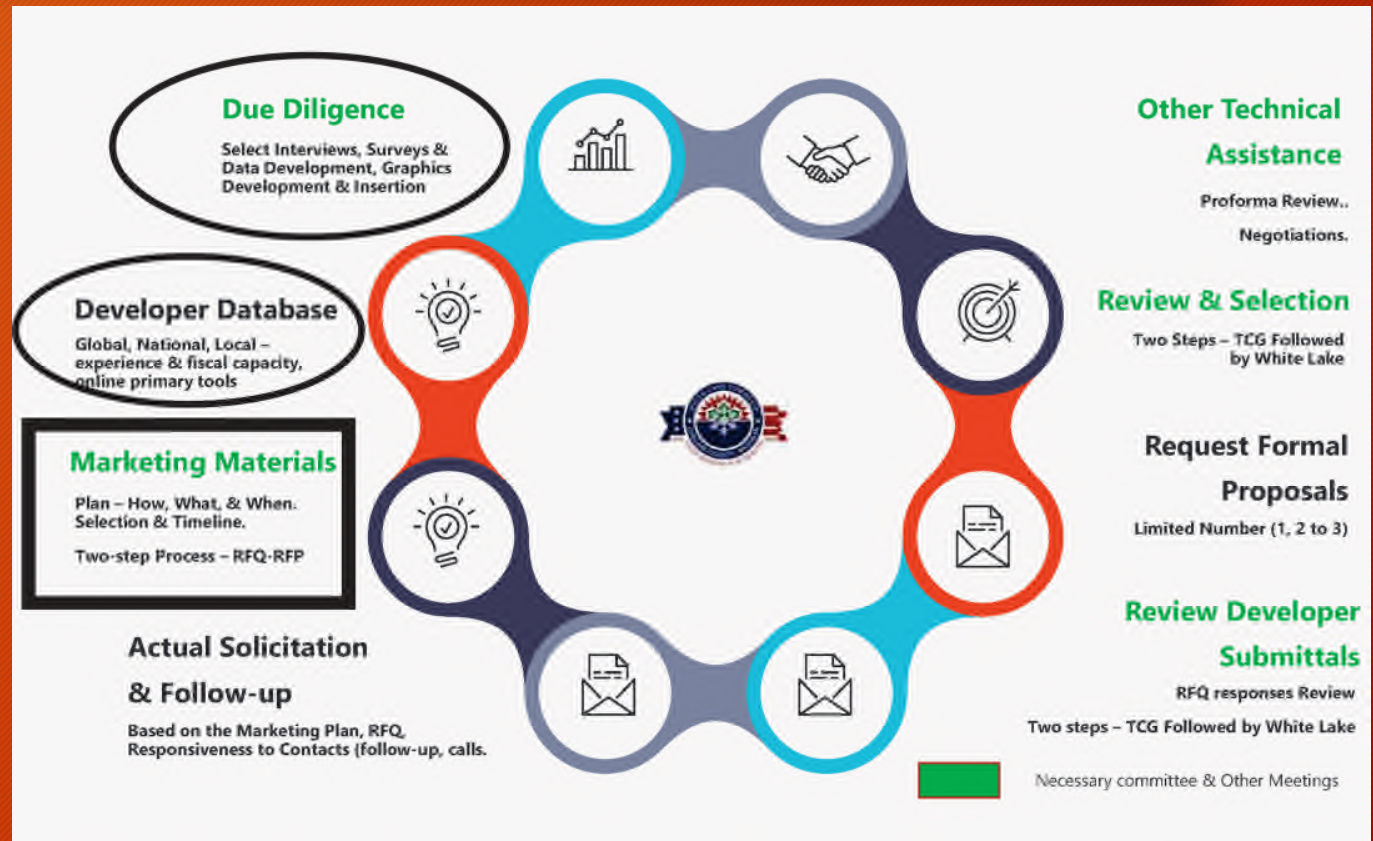 Due Diligence
Select Interviews, Surveys &
Data Development, Graphics
Development & Insertion
Developer Database
Global, National, Local –
experience & fiscal capacity,
online primary tools
Marketing Materials
Plan – How, What, & When.
Selection & Timeline.
Two-step Process – RFQ-RFP
Actual Solicitation
& Follow-up
Based on the Marketing Plan, RFQ,
Responsiveness to Contacts (follow-up, calls.
Other Technical
Assistance
Proforma Review..
Negotiations.
Review & Selection
Two Steps – TCG Followed
by White Lake
Request Formal
Proposals
Limited Number (1, 2 to 3)
Review Developer
Submittals
RFQ responses Review
Two steps – TCG Followed by White Lake
Necessary committee & Other Meetings